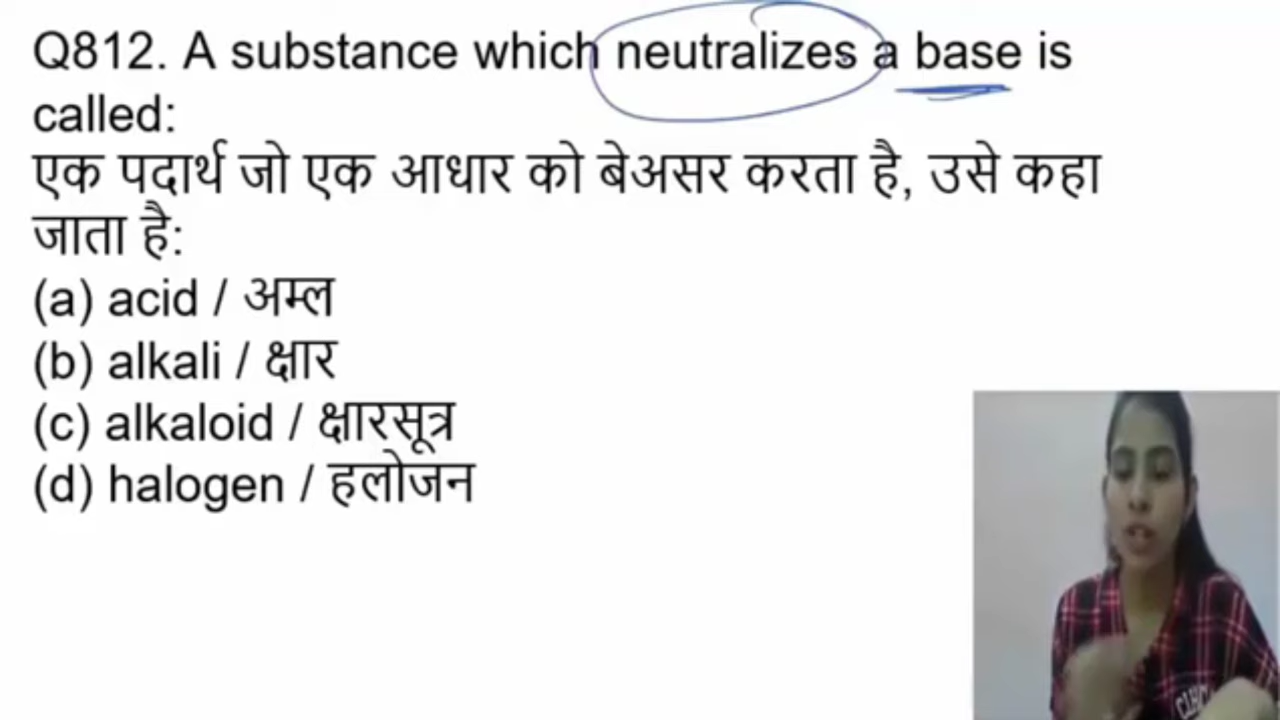 Q812. A substance which neutralizes a base is
called:
एक पदार्थ जो एक आधार को बेअसर करता है, उसे कहा
जाता है:
(a) acid / अम्ल
(b) alkali / क्षार
(c) alkaloid / क्षारसूत्र
(d) halogen / हलोजन